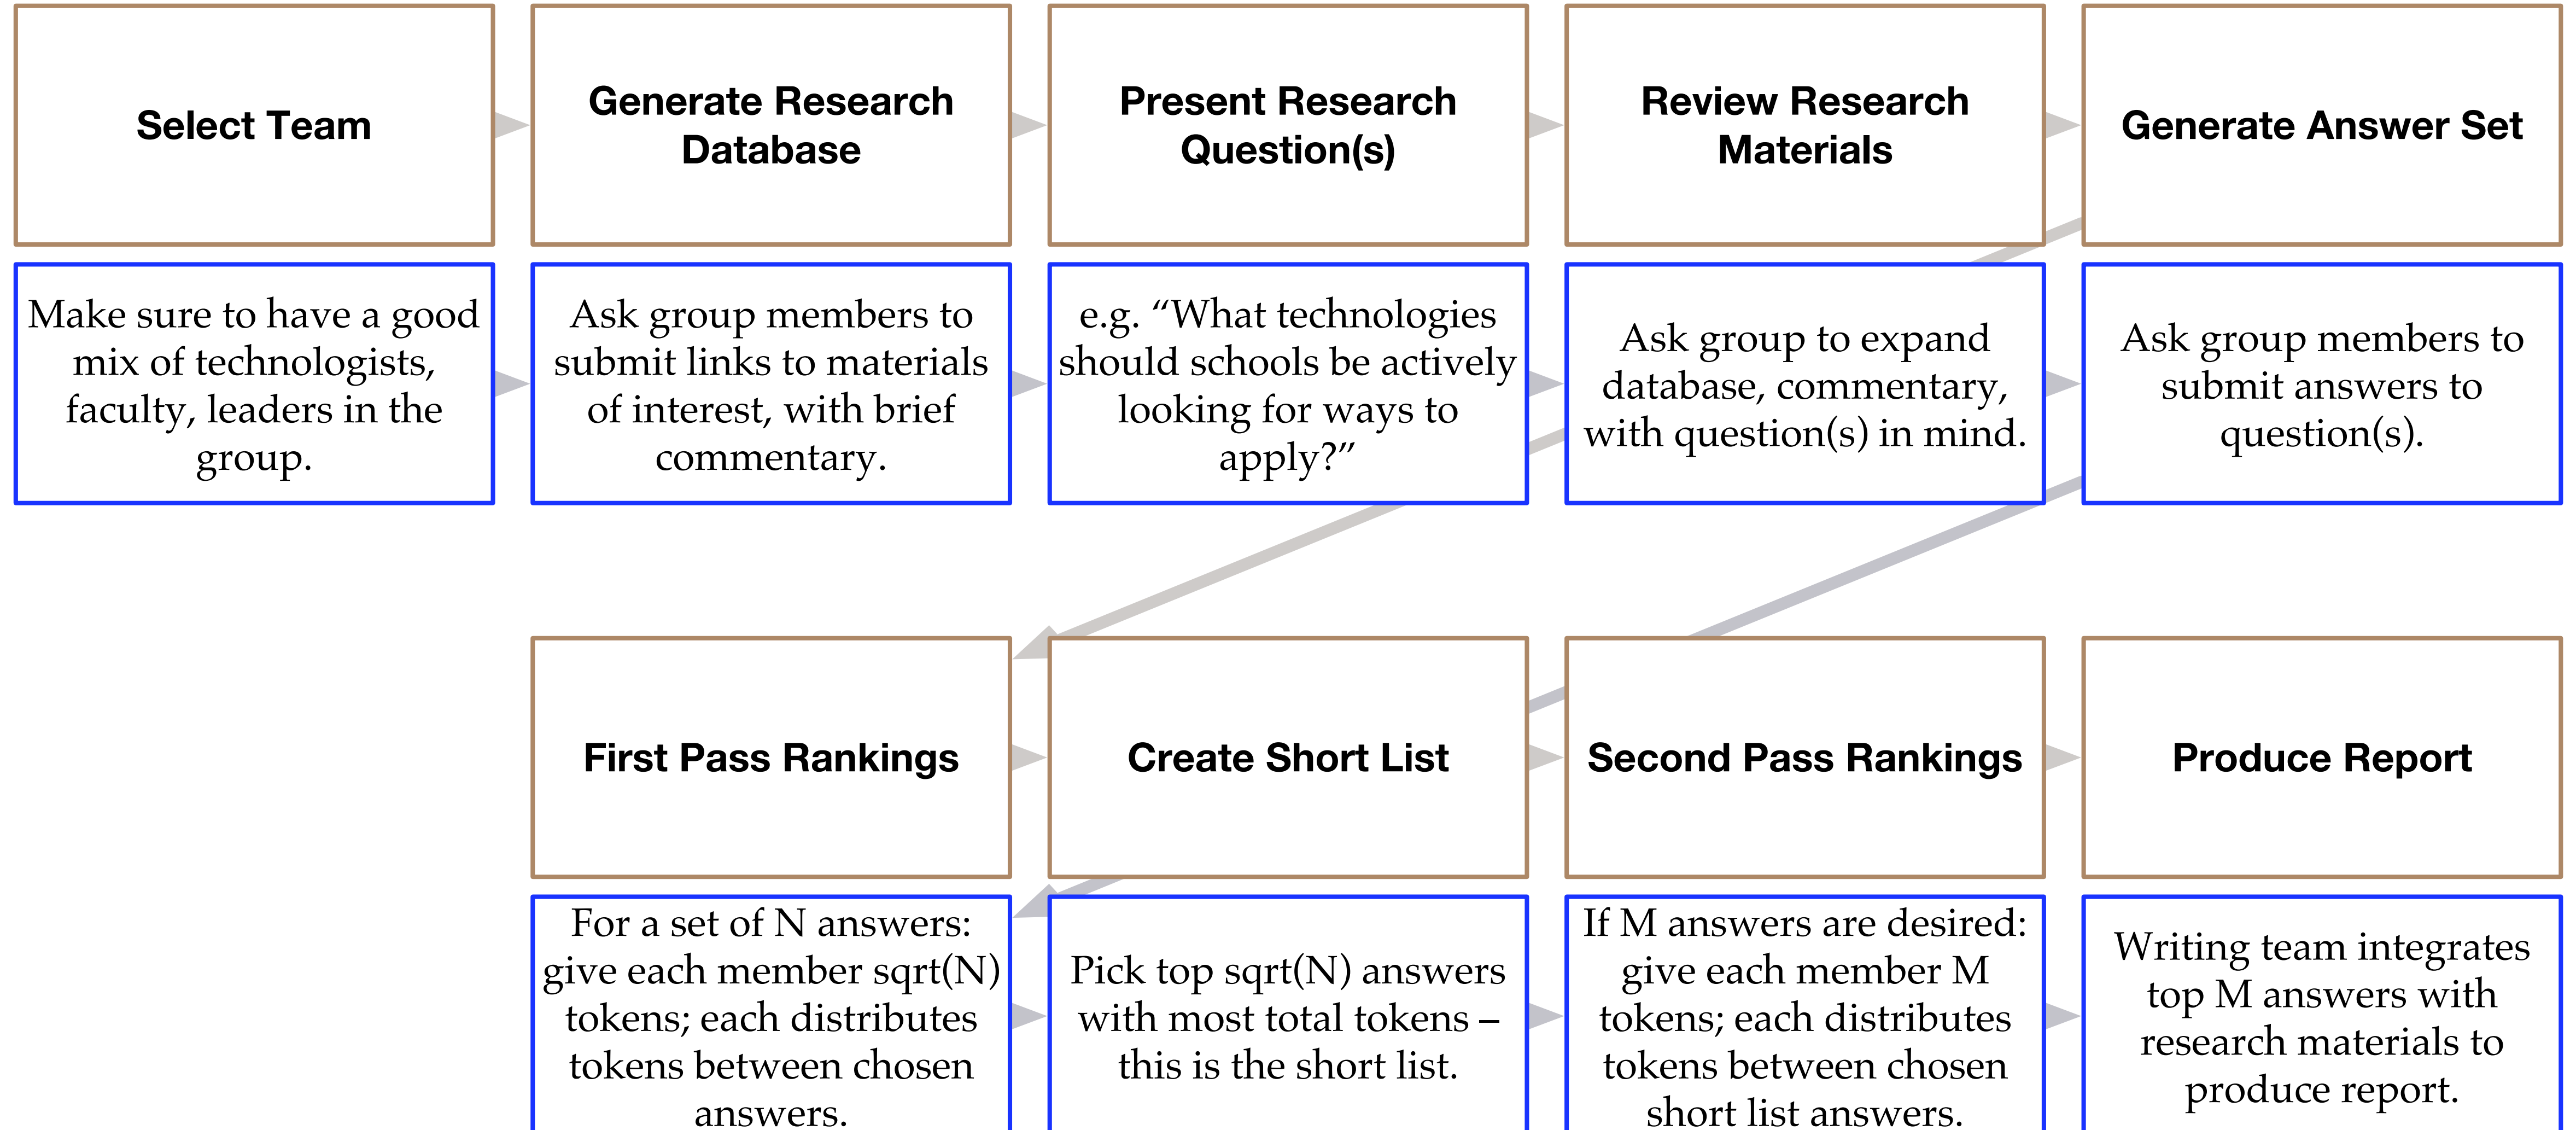 Select Team
Generate Research
Database
Present Research
Question(s)
Review Research
Materials
Generate Answer Set
Make sure to have a good
mix of technologists,
faculty, leaders in the
group.
Ask group members to
submit links to materials
of interest, with brief
commentary.
e.g. “What technologies
should schools be actively
looking for ways to
apply?”
Ask group to expand
database, commentary,
with question(s) in mind.
Ask group members to
submit answers to
question(s).
First Pass Rankings
Create Short List
Second Pass Rankings
Produce Report
For a set of N answers:
give each member sqrt(N)
tokens; each distributes
tokens between chosen
answers.
Pick top sqrt(N) answers
with most total tokens –
this is the short list.
If M answers are desired:
give each member M
tokens; each distributes
tokens between chosen
short list answers.
Writing team integrates
top M answers with
research materials to
produce report.